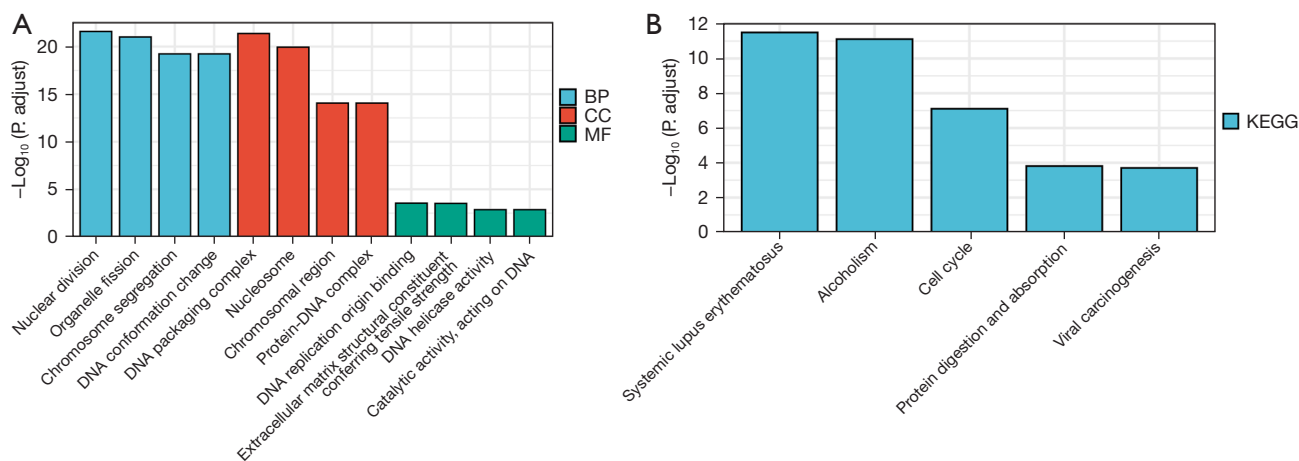 A
−Log₁₀ (P. adjust)
20
15
10
5
0
Nuclear division
Organelle fission
Chromosome segregation
DNA conformation change
DNA packaging complex
Nucleosome
Chromosomal region
Protein-DNA complex
DNA replication origin binding
Extracellular matrix structural constituent
conferring tensile strength
DNA helicase activity
Catalytic activity, acting on DNA
BP
CC
MF
B
−Log₁₀ (P. adjust)
12
10
8
6
4
2
0
Systemic lupus erythematosus
Alcoholism
Cell cycle
Protein digestion and absorption
Viral carcinogenesis
KEGG